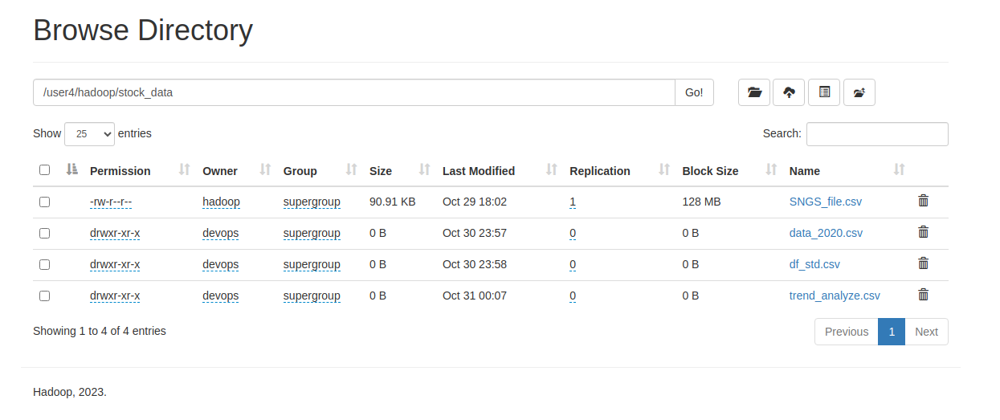 Browse Directory
/user4/hadoop/stock_data Go!
Show 25 entries Search:
Permission Owner Group Size Last Modified Replication Block Size Name
-rw-r--r-- hadoop supergroup 90.91 KB Oct 29 18:02 1 128 MB SNGS_file.csv
drwxr-xr-x devops supergroup 0 B Oct 30 23:57 0 0 B data_2020.csv
drwxr-xr-x devops supergroup 0 B Oct 30 23:58 0 0 B df_std.csv
drwxr-xr-x devops supergroup 0 B Oct 31 00:07 0 0 B trend_analyze.csv
Showing 1 to 4 of 4 entries Previous 1 Next
Hadoop, 2023.